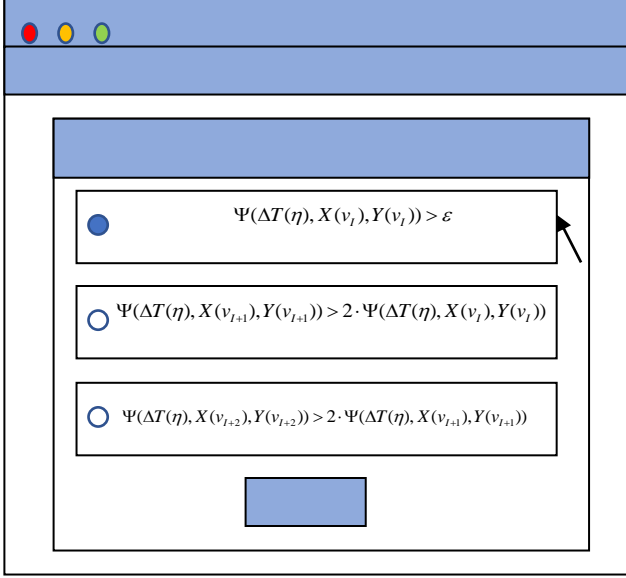 Ψ(ΔT(η), X(v_I), Y(v_I)) > ε
Ψ(ΔT(η), X(v_{I+1}), Y(v_{I+1})) > 2·Ψ(ΔT(η), X(v_I), Y(v_I))
Ψ(ΔT(η), X(v_{I+2}), Y(v_{I+2})) > 2·Ψ(ΔT(η), X(v_{I+1}), Y(v_{I+1}))